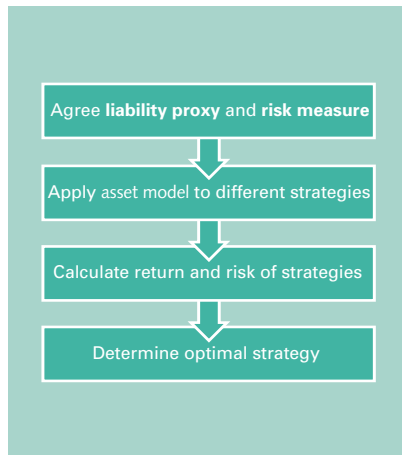 Agree liability proxy and risk measure
Apply asset model to different strategies
Calculate return and risk of strategies
Determine optimal strategy